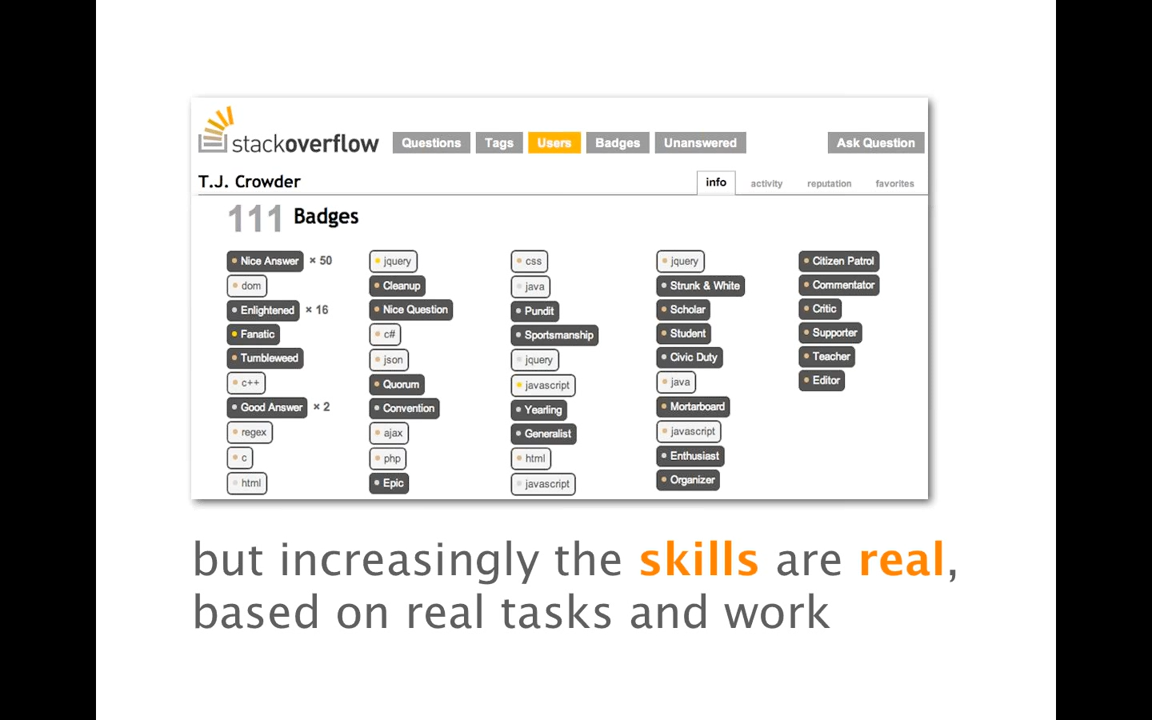 stackoverflow Questions Tags Users Badges Unanswered Ask Question
T.J. Crowder info activity reputation favorites
111 Badges
Nice Answer × 50
dom
Enlightened × 16
Fanatic
Tumbleweed
c++
Good Answer × 2
regex
c
html
jquery
Cleanup
Nice Question
c#
json
Quorum
Convention
ajax
php
Epic
css
java
Pundit
Sportsmanship
jquery
javascript
Yearling
Generalist
html
javascript
jquery
Strunk & White
Scholar
Student
Civic Duty
java
Mortarboard
javascript
Enthusiast
Organizer
Citizen Patrol
Commentator
Critic
Supporter
Teacher
Editor
but increasingly the skills are real,
based on real tasks and work